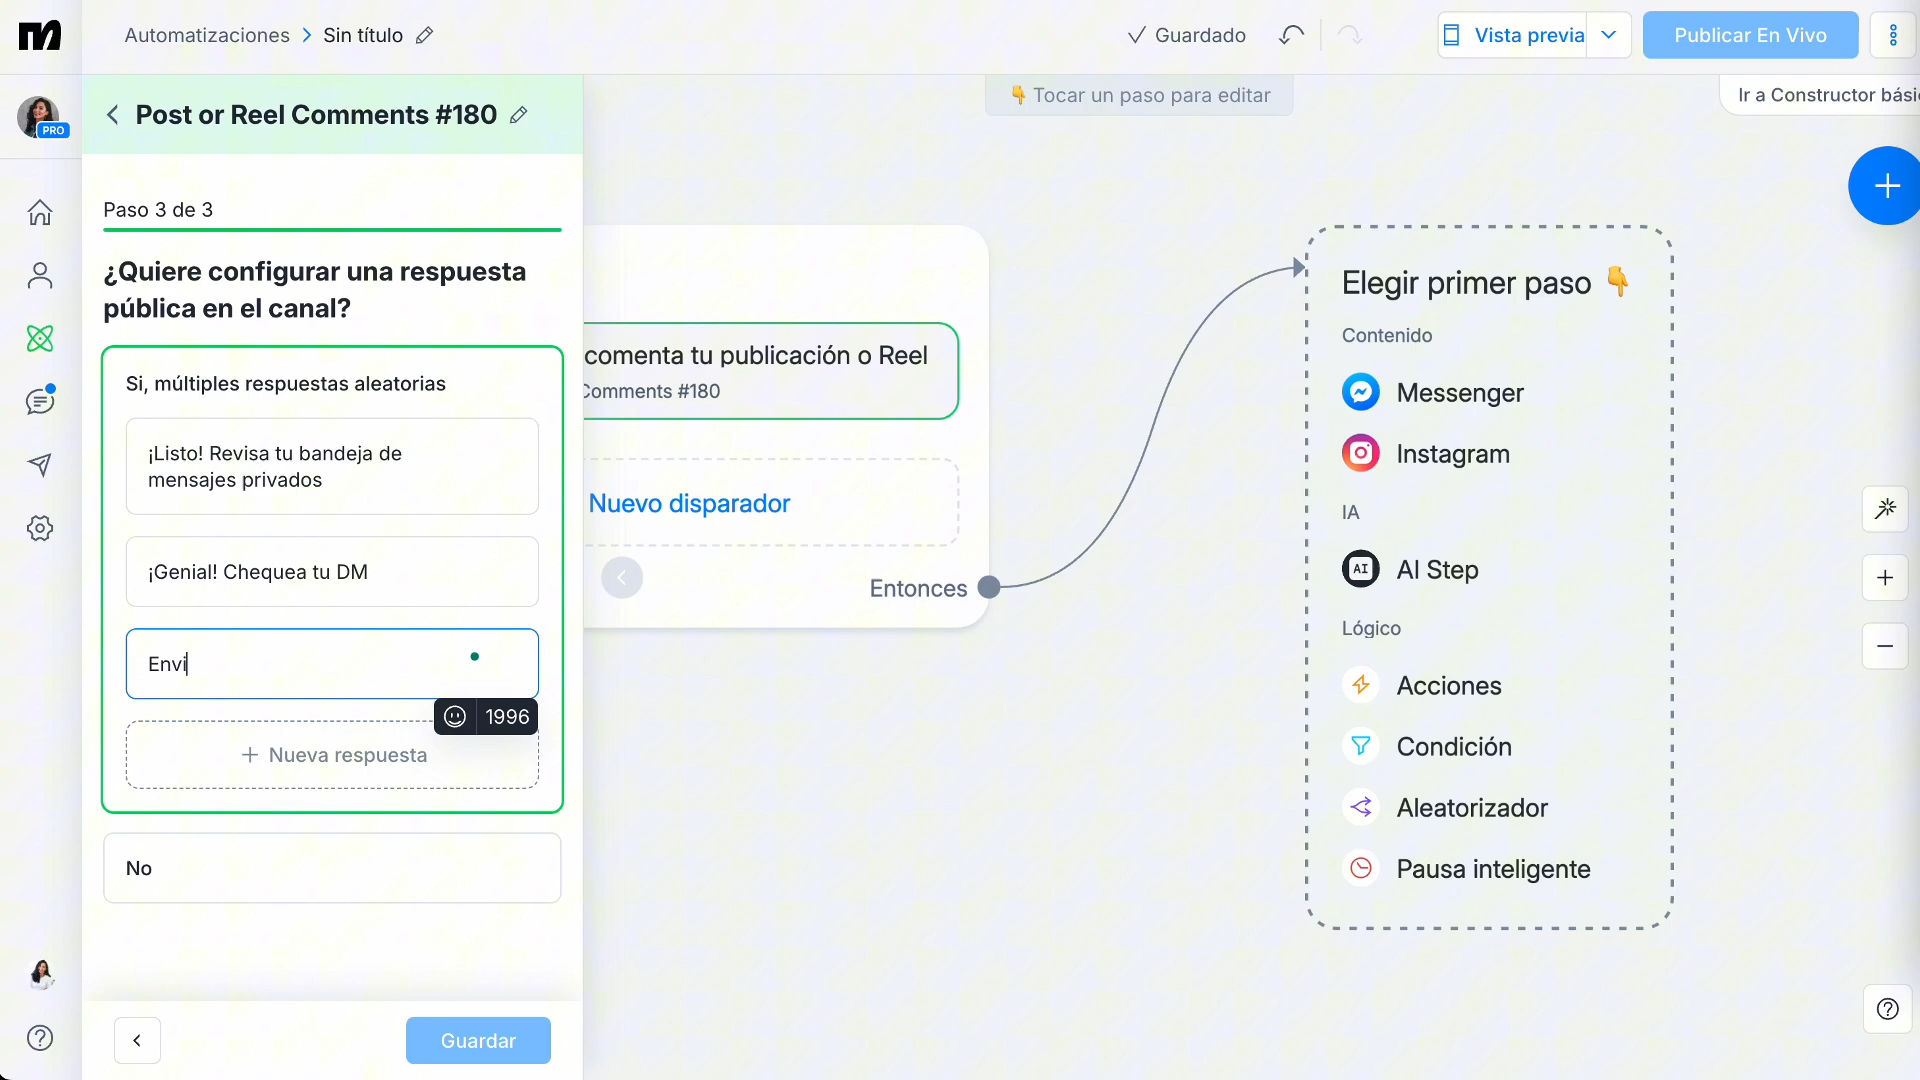 Automatizaciones
Sin título
Guardado
Vista previa
Publicar En Vivo
PRO
Post or Reel Comments #180
Tocar un paso para editar
Ir a Constructor bási
Paso 3 de 3
¿Quiere configurar una respuesta
pública en el canal?
Si, múltiples respuestas aleatorias
¡Listo! Revisa tu bandeja de
mensajes privados
¡Genial! Chequea tu DM
Envi
1996
+ Nueva respuesta
No
Guardar
comenta tu publicación o Reel
Comments #180
Nuevo disparador
Entonces
Elegir primer paso
Contenido
Messenger
Instagram
IA
AI
AI Step
Lógico
Acciones
Condición
Aleatorizador
Pausa inteligente